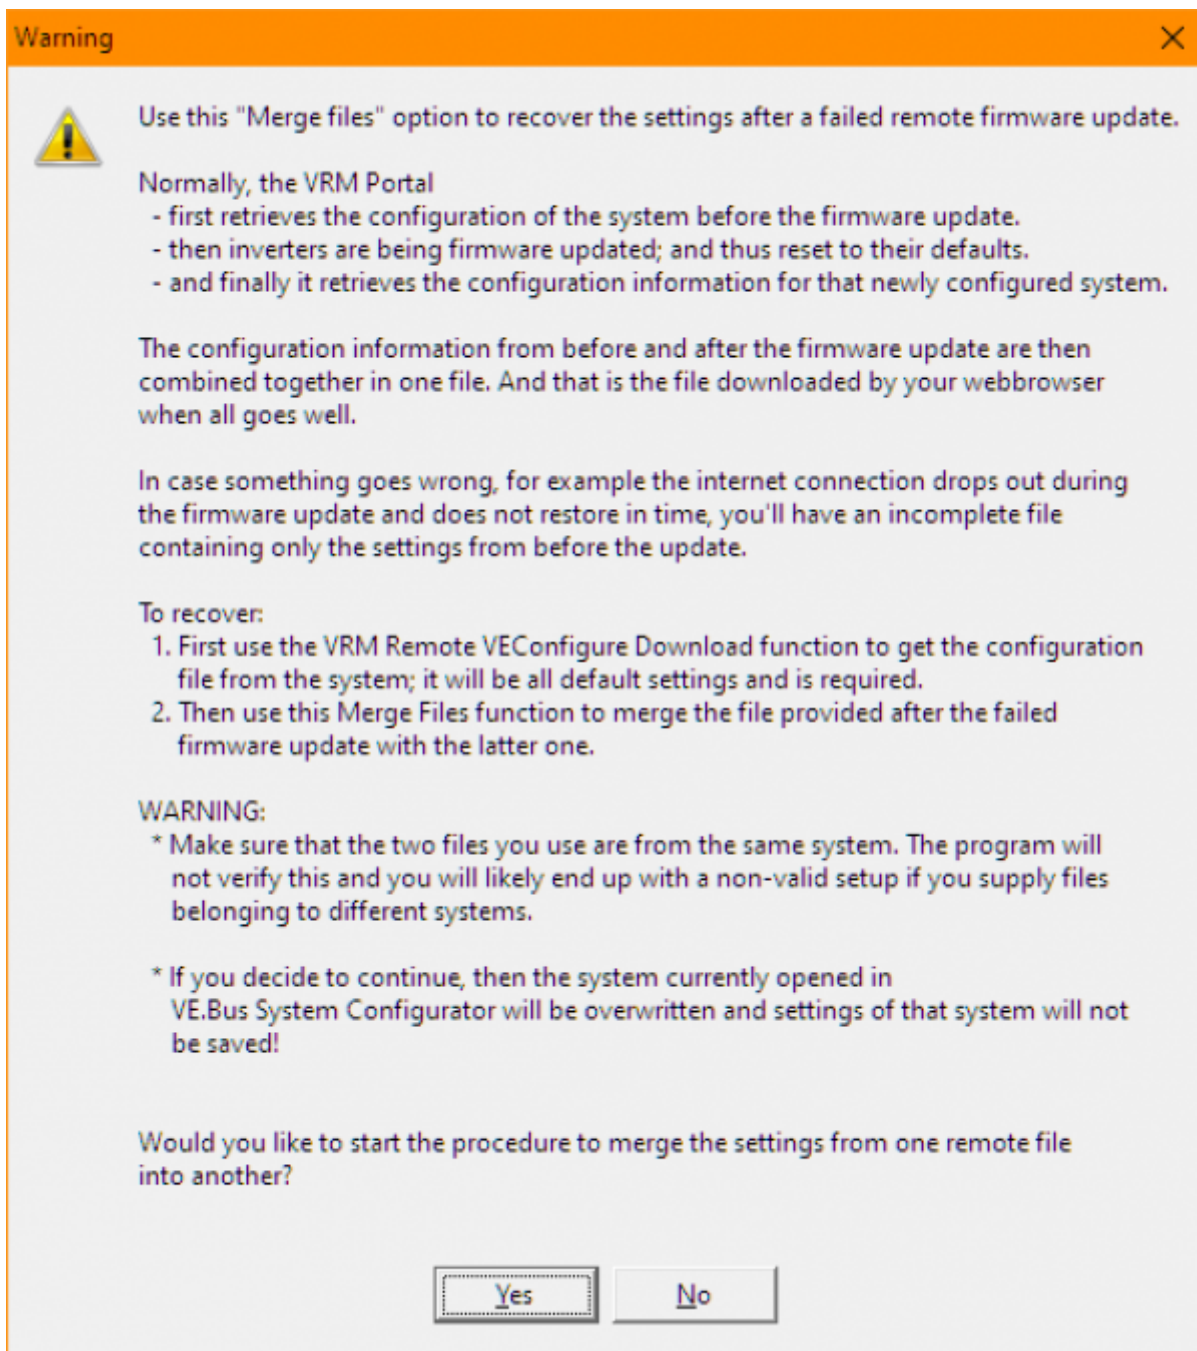 Warning
Use this "Merge files" option to recover the settings after a failed remote firmware update.
Normally, the VRM Portal
- first retrieves the configuration of the system before the firmware update.
- then inverters are being firmware updated; and thus reset to their defaults.
- and finally it retrieves the configuration information for that newly configured system.
The configuration information from before and after the firmware update are then
combined together in one file. And that is the file downloaded by your webbrowser
when all goes well.
In case something goes wrong, for example the internet connection drops out during
the firmware update and does not restore in time, you'll have an incomplete file
containing only the settings from before the update.
To recover:
1. First use the VRM Remote VEConfigure Download function to get the configuration
file from the system; it will be all default settings and is required.
2. Then use this Merge Files function to merge the file provided after the failed
firmware update with the latter one.
WARNING:
* Make sure that the two files you use are from the same system. The program will
not verify this and you will likely end up with a non-valid setup if you supply files
belonging to different systems.
* If you decide to continue, then the system currently opened in
VE.Bus System Configurator will be overwritten and settings of that system will not
be saved!
Would you like to start the procedure to merge the settings from one remote file
into another?
Yes No